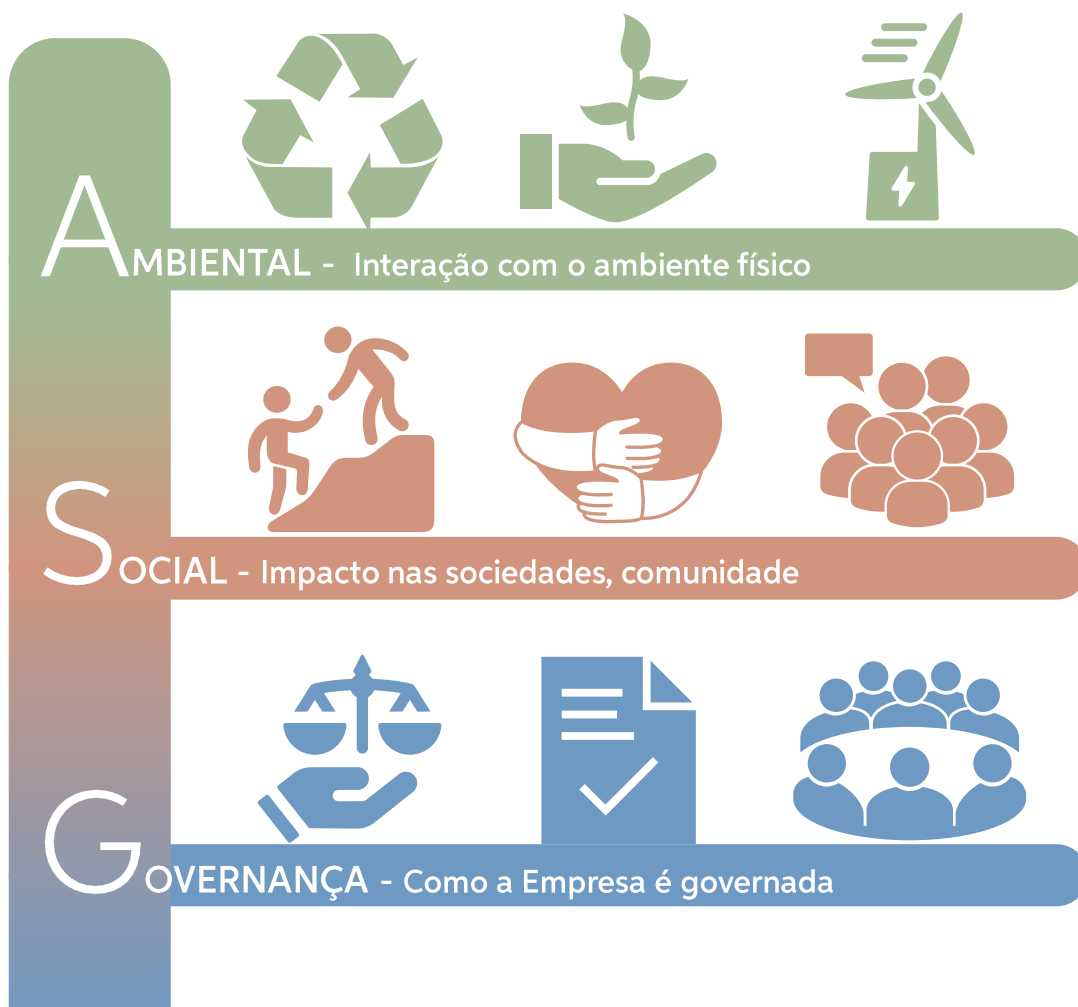 AMBIENTAL - Interação com o ambiente físico
SOCIAL - Impacto nas sociedades, comunidade
GOVERNANÇA - Como a Empresa é governada